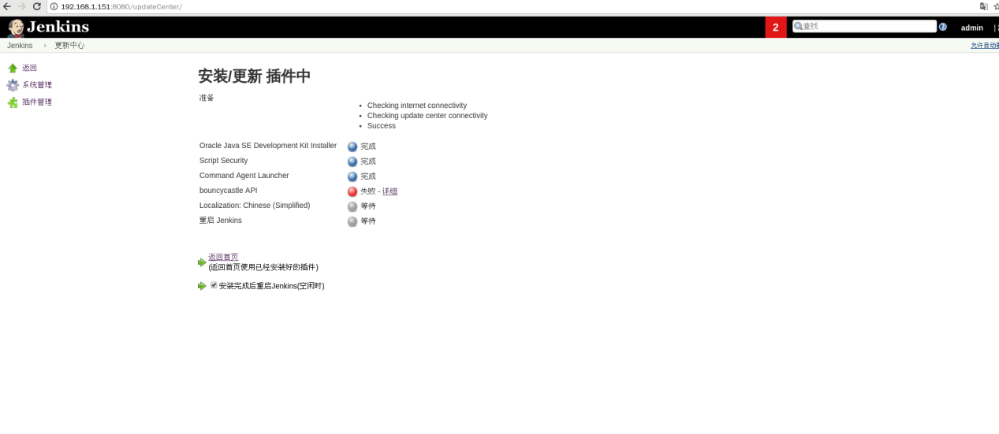 192.168.1.151:8080/updateCenter/
Jenkins
2
查找
admin
Jenkins
更新中心
允许自动
返回
系统管理
插件管理
安装/更新 插件中
准备
Checking internet connectivity
Checking update center connectivity
Success
Oracle Java SE Development Kit Installer 完成
Script Security 完成
Command Agent Launcher 完成
bouncycastle API 失败 - 详细
Localization: Chinese (Simplified) 等待
重启 Jenkins 等待
返回首页
(返回首页使用已经安装好的插件)
安装完成后重启Jenkins(空闲时)